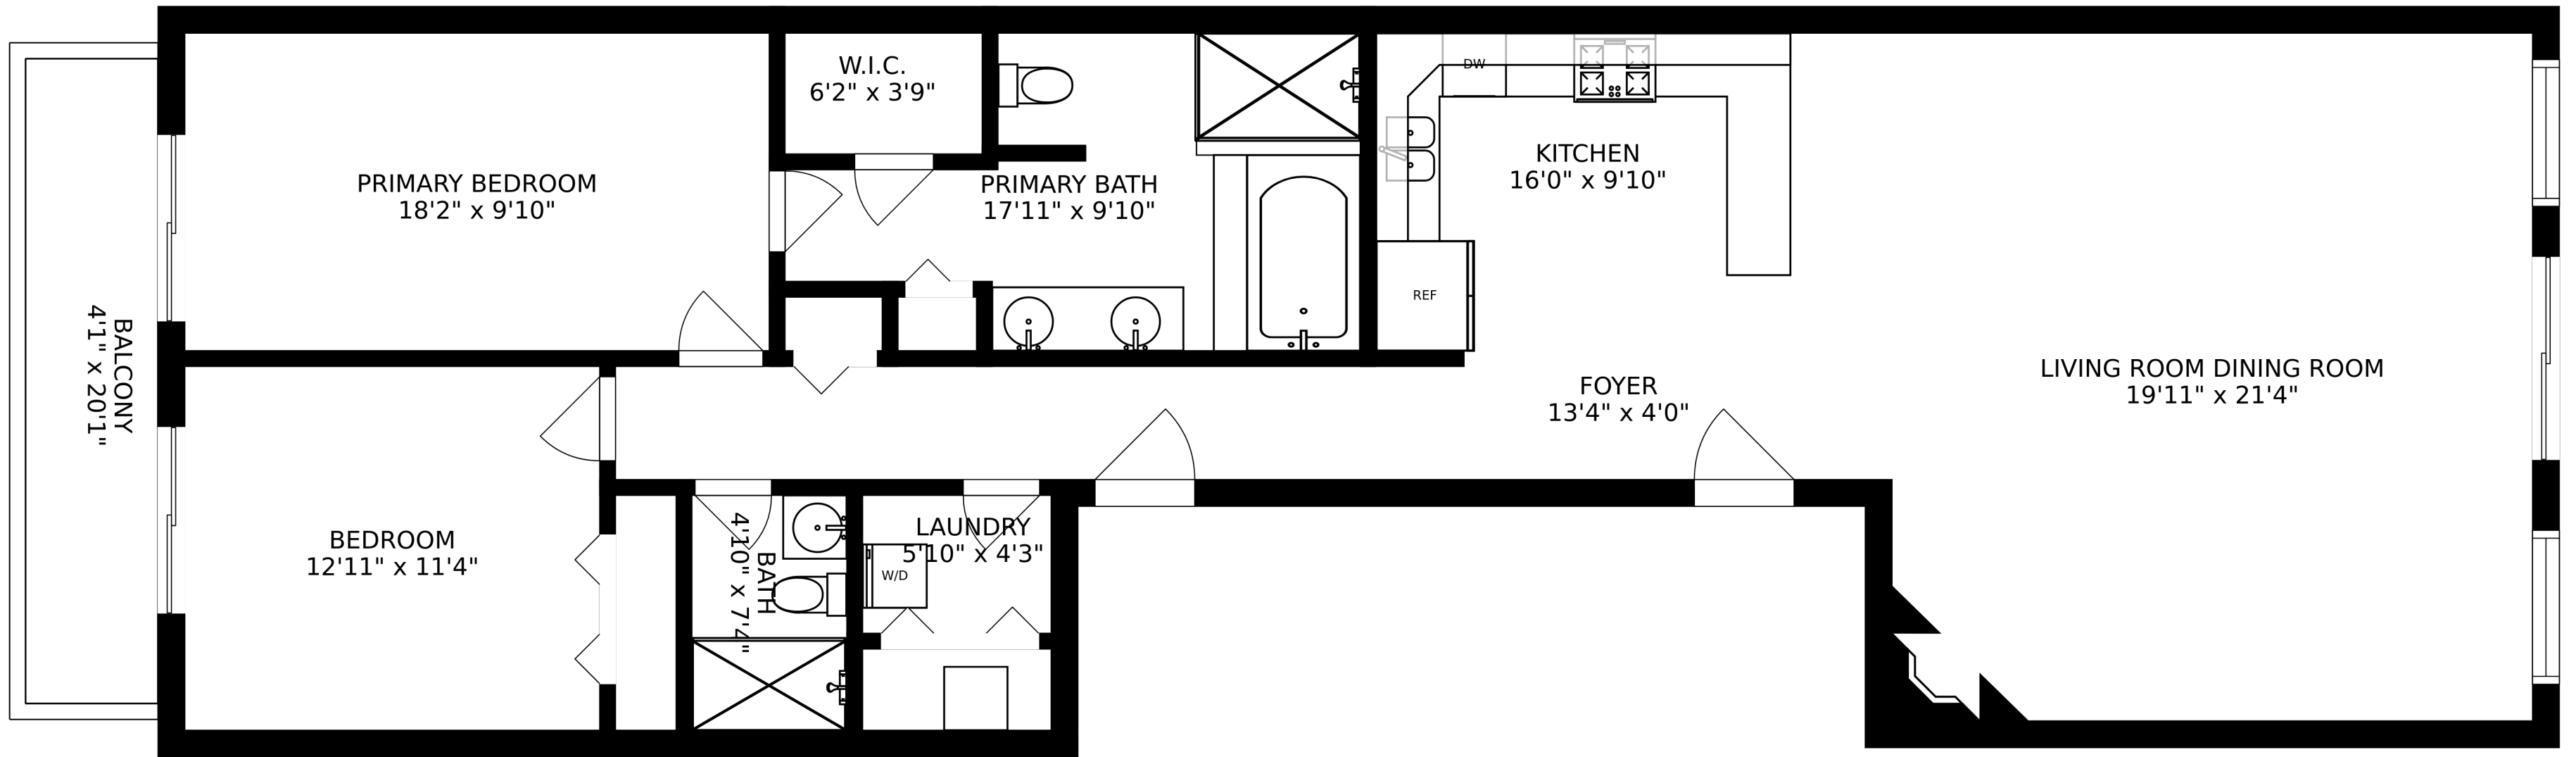 W.I.C.
6'2" x 3'9"
DW
KITCHEN
16'0" x 9'10"
PRIMARY BEDROOM
18'2" x 9'10"
PRIMARY BATH
17'11" x 9'10"
REF
BALCONY
4'1" x 20'1"
FOYER
13'4" x 4'0"
LIVING ROOM DINING ROOM
19'11" x 21'4"
BEDROOM
12'11" x 11'4"
BATH
4'10" x 7'4"
LAUNDRY
5'10" x 4'3"
W/D